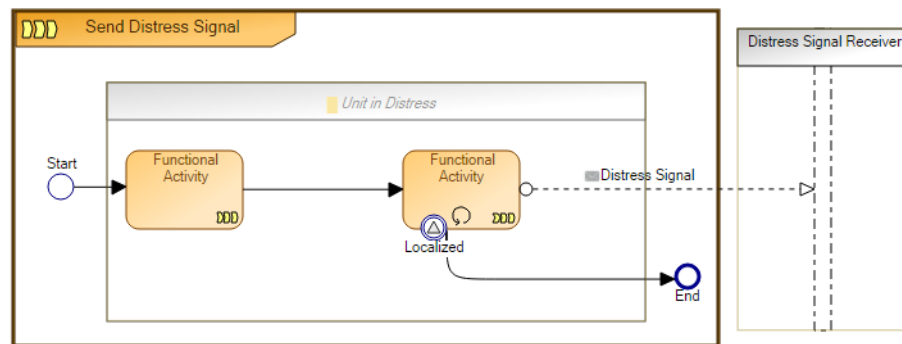 Send Distress Signal
Distress Signal Receiver
Unit in Distress
Start
Functional
Activity
Functional
Activity
Distress Signal
Localized
End